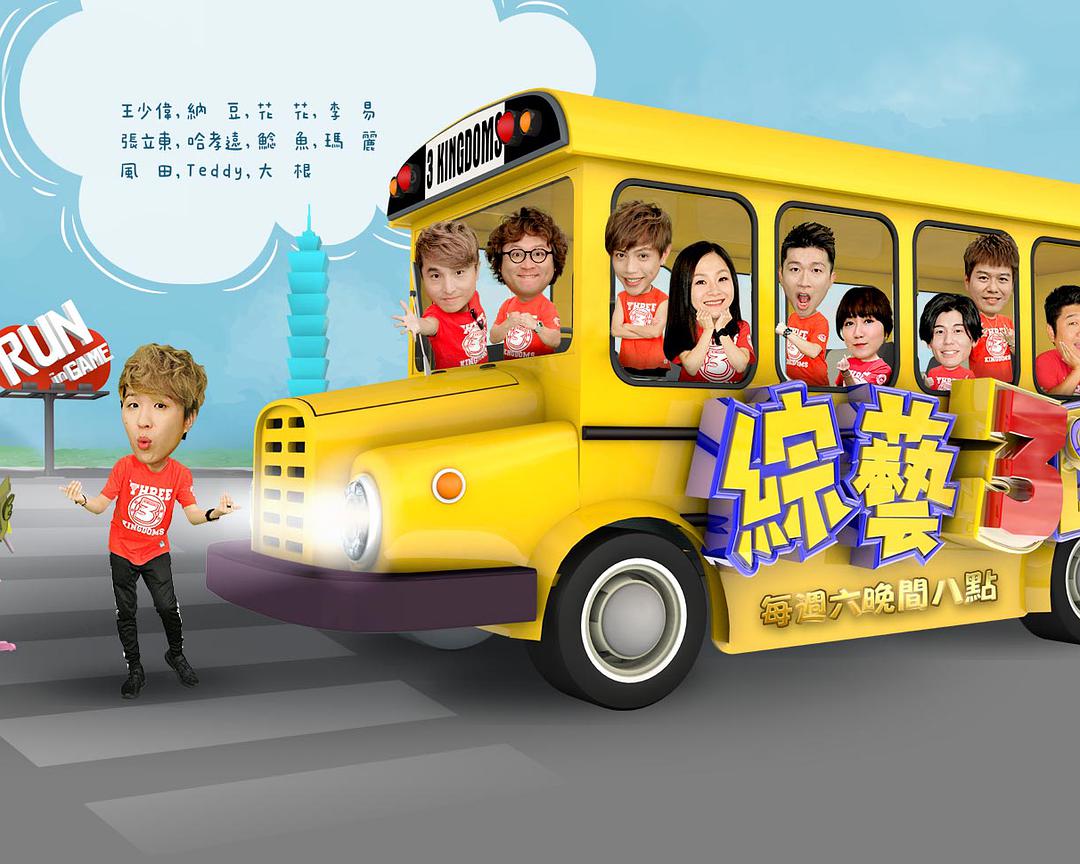 王少偉,納 豆,花 花,李 易
張立東,哈孝遠,鯰 魚,瑪 麗
風 田,Teddy,大 根
3 KINGDOMS
RUN
in GAME
THREE
3
KINGDOMS
綜藝3
每週六晚間八點